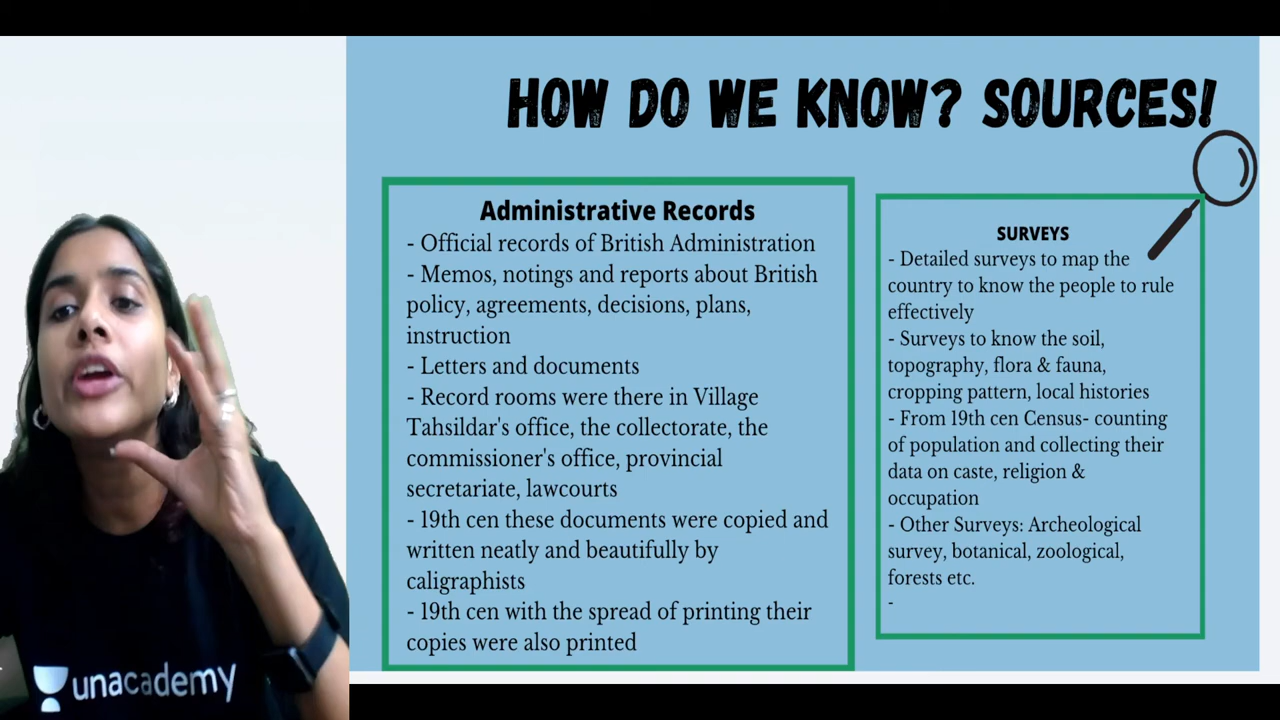 HOW DO WE KNOW? SOURCES!
Administrative Records
- Official records of British Administration
- Memos, notings and reports about British
policy, agreements, decisions, plans,
instruction
- Letters and documents
- Record rooms were there in Village
Tahsildar's office, the collectorate, the
commissioner's office, provincial
secretariate, lawcourts
- 19th cen these documents were copied and
written neatly and beautifully by
caligraphists
- 19th cen with the spread of printing their
copies were also printed
SURVEYS
- Detailed surveys to map the
country to know the people to rule
effectively
- Surveys to know the soil,
topography, flora & fauna,
cropping pattern, local histories
- From 19th cen Census- counting
of population and collecting their
data on caste, religion &
occupation
- Other Surveys: Archeological
survey, botanical, zoological,
forests etc.
-
unacademy